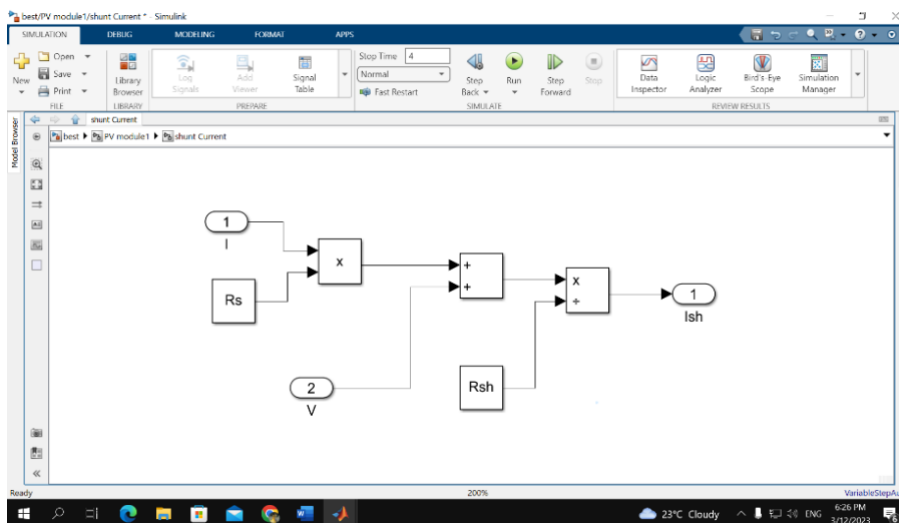 best/PV module1/shunt Current * - Simulink
SIMULATION DEBUG MODELING FORMAT APPS
New
Open
Save
Print
FILE
Library Browser
LIBRARY
Log Signals
Add Viewer
Signal Table
PREPARE
Stop Time 4
Normal
Fast Restart
Step Back
Run
Step Forward
Stop
SIMULATE
Data Inspector
Logic Analyzer
Bird's-Eye Scope
Simulation Manager
REVIEW RESULTS
Model Browser
shunt Current
best PV module1 shunt Current
1
I
Rs
x
+
+
x
÷
1
Ish
2
V
Rsh
Ready 200% VariableStepAu
23°C Cloudy ENG 6:26 PM
3/12/2023